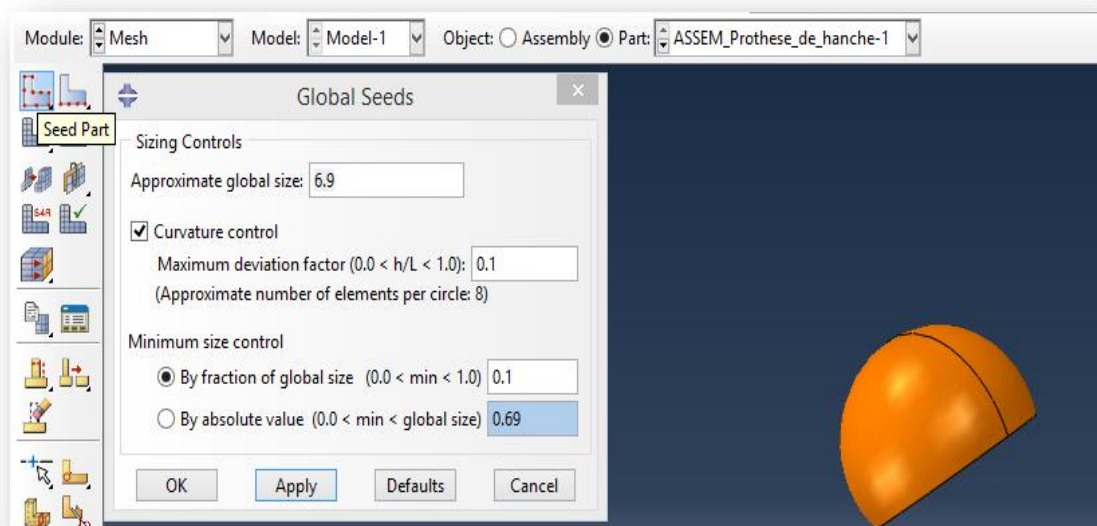 Module: Mesh Model: Model-1 Object: Assembly Part: ASSEM_Prothese_de_hanche-1
Global Seeds
Seed Part
Sizing Controls
Approximate global size: 6.9
S4R
Curvature control
Maximum deviation factor (0.0 < h/L < 1.0): 0.1
(Approximate number of elements per circle: 8)
Minimum size control
By fraction of global size (0.0 < min < 1.0) 0.1
By absolute value (0.0 < min < global size) 0.69
OK Apply Defaults Cancel